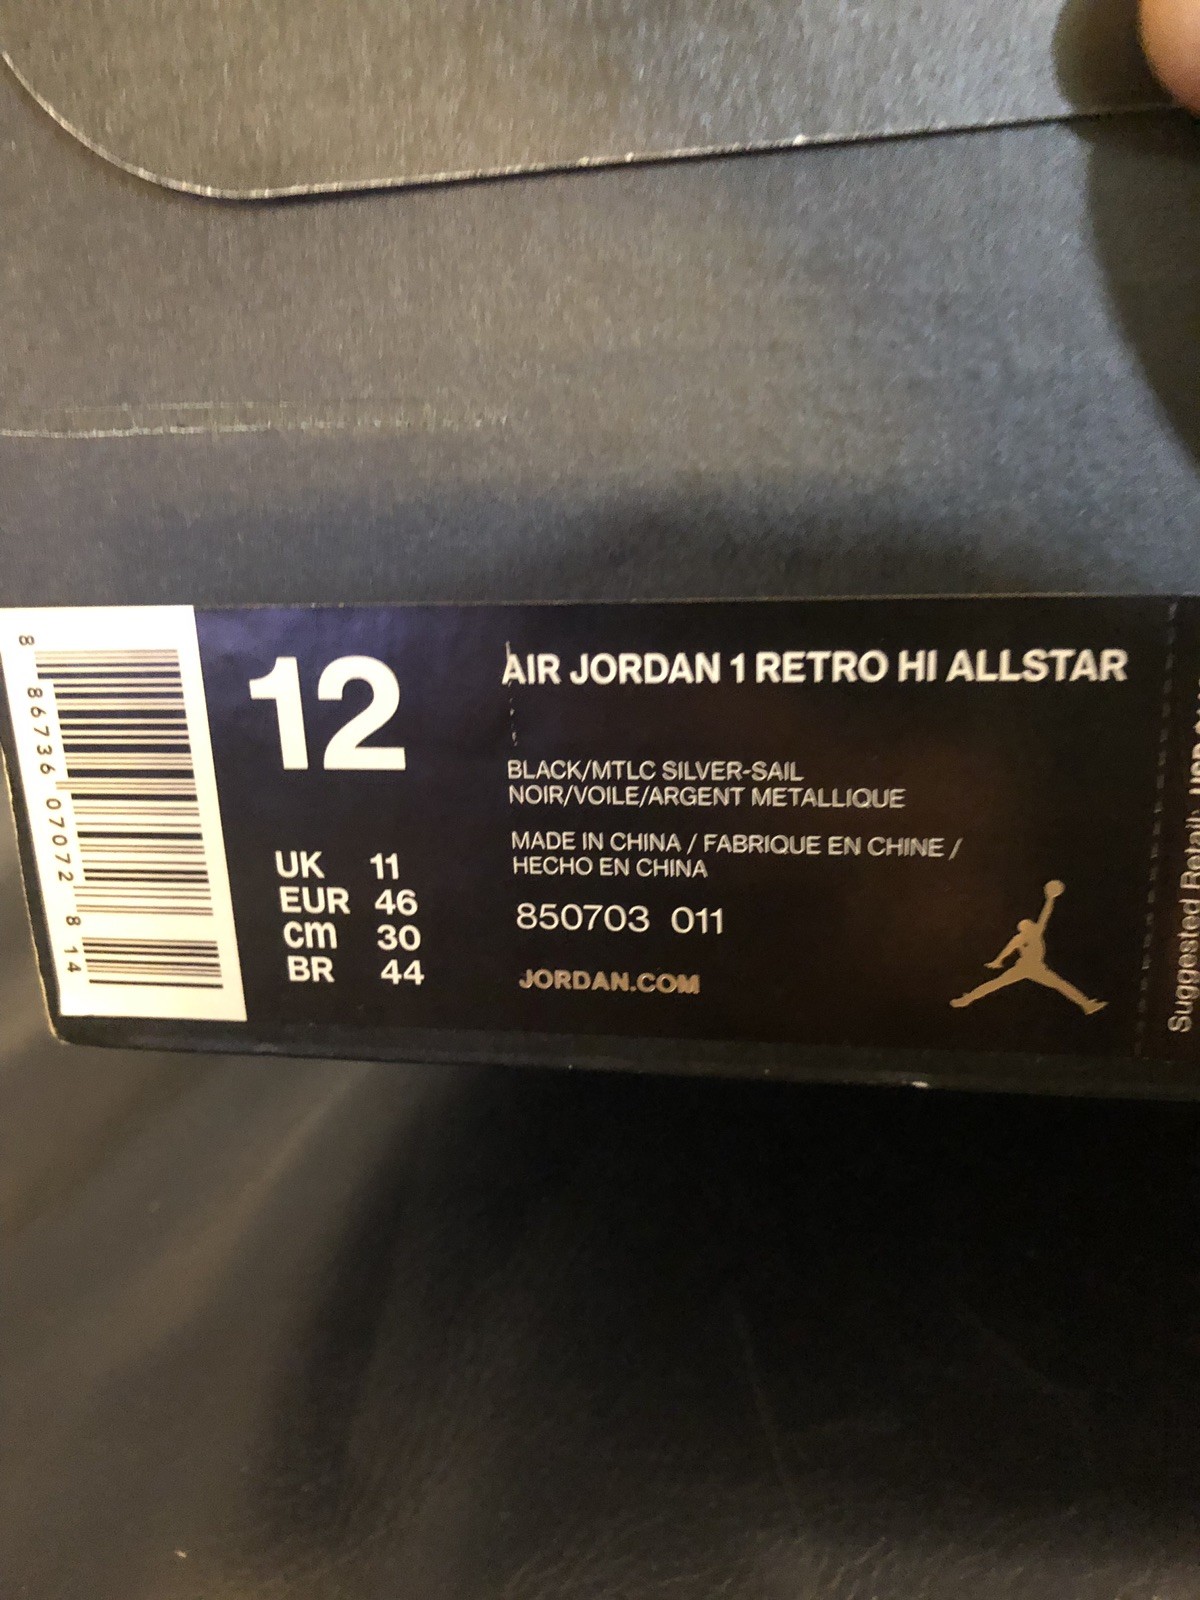 8 86736 07072 8 14
12
UK 11
EUR 46
cm 30
BR 44
AIR JORDAN 1 RETRO HI ALLSTAR
BLACK/MTLC SILVER-SAIL
NOIR/VOILE/ARGENT METALLIQUE
MADE IN CHINA / FABRIQUE EN CHINE /
HECHO EN CHINA
850703 011
JORDAN.COM
Suggested Retail: USD